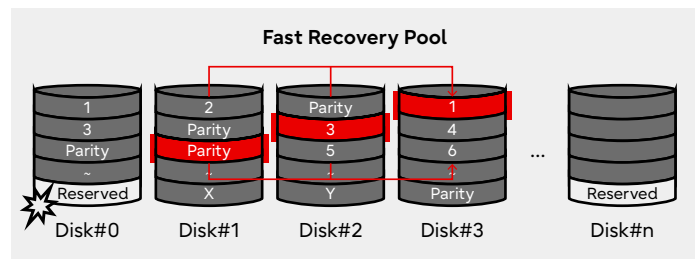 Fast Recovery Pool
1 2 Parity 1
3 Parity 3 4
Parity Parity 5 6
~ ~ ~ ~
Reserved X Y Parity ... Reserved
Disk#0 Disk#1 Disk#2 Disk#3 Disk#n